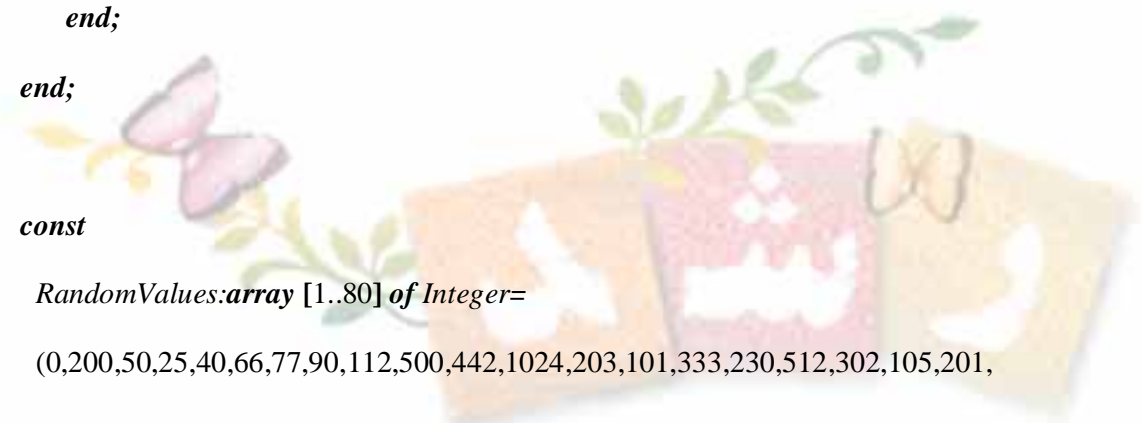 end;
end;
const
RandomValues:array [1..80] of Integer=
(0,200,50,25,40,66,77,90,112,500,442,1024,203,101,333,230,512,302,105,201,